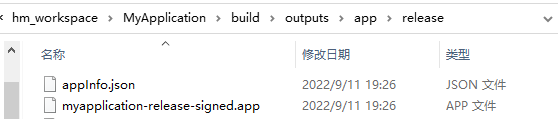 hm_workspace > MyApplication > build > outputs > app > release
名称 修改日期 类型
appInfo.json 2022/9/11 19:26 JSON 文件
myapplication-release-signed.app 2022/9/11 19:26 APP 文件